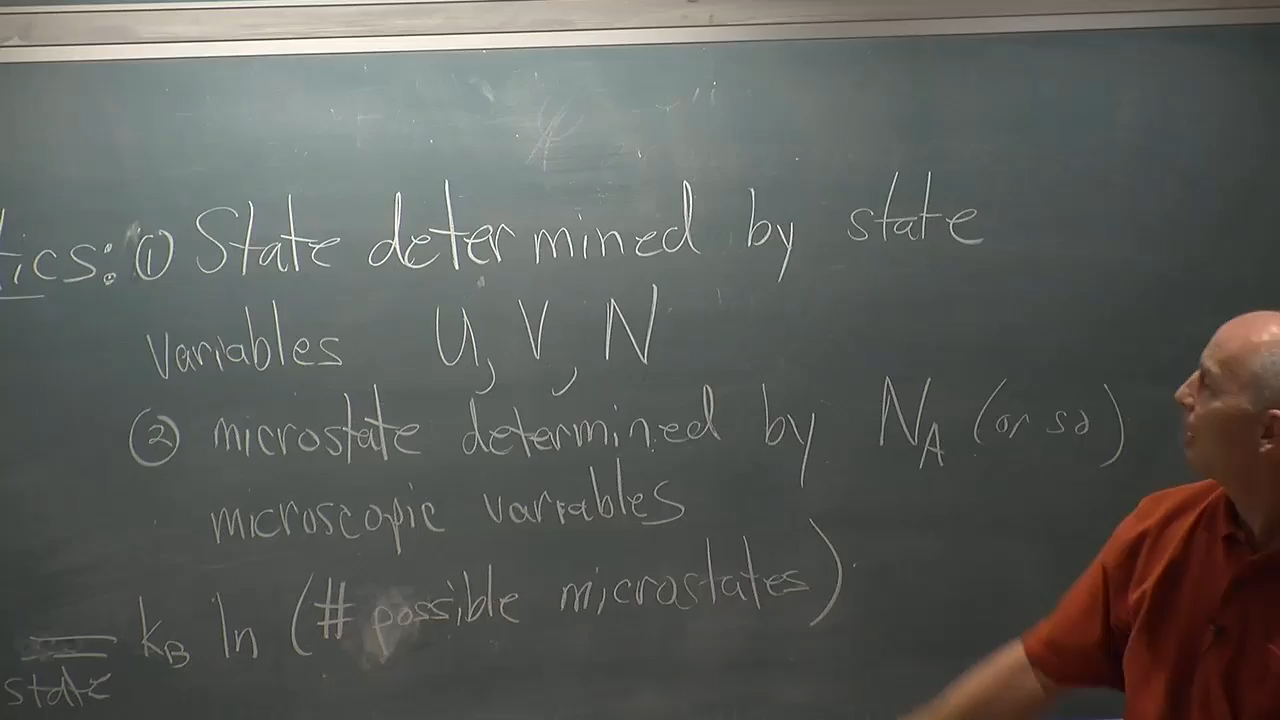 tics: ① State determined by state
variables U, V, N
② microstate determined by N_A (or so)
microscopic variables
≡ k_B ln (# possible microstates)
state